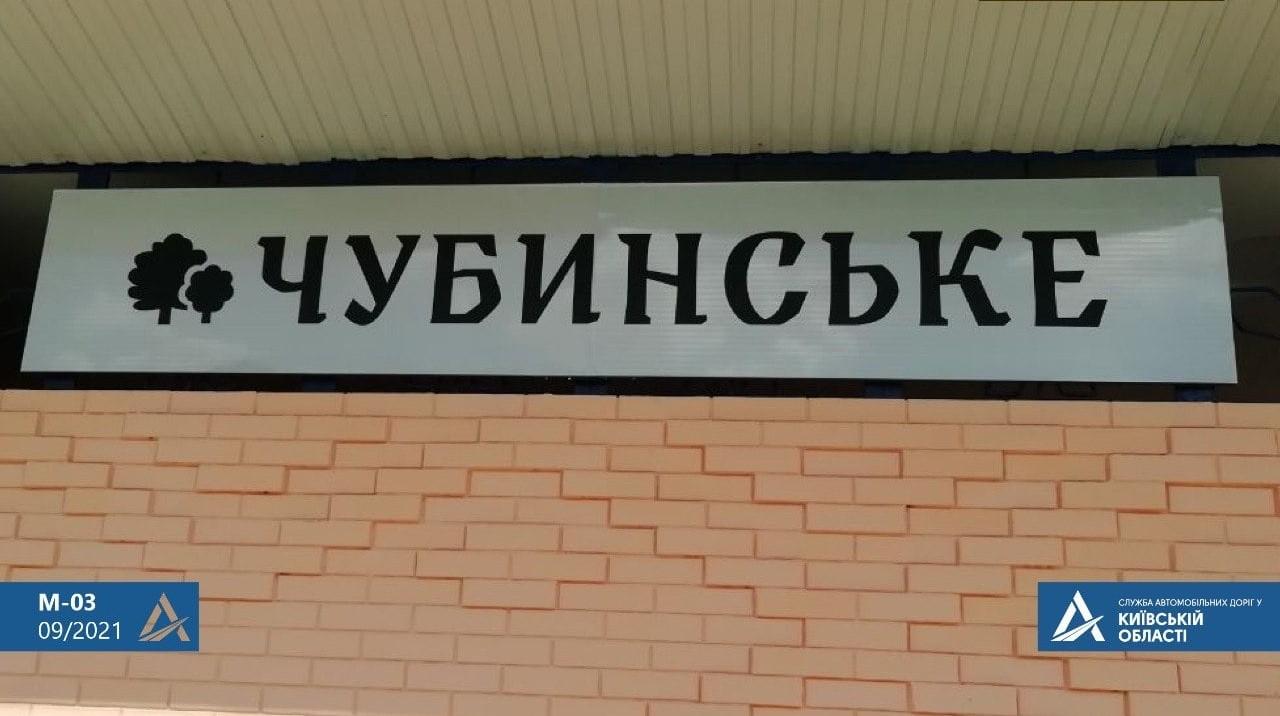 ЧУБИНСЬКЕ
М-03
09/2021
СЛУЖБА АВТОМОБІЛЬНИХ ДОРІГ У
КИЇВСЬКІЙ
ОБЛАСТІ